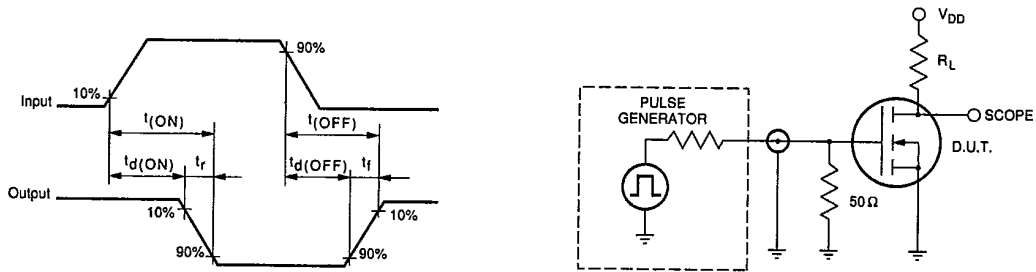 Input
10%
90%
t(ON)
t(OFF)
td(ON)
tr
td(OFF)
tf
Output
10%
90%
90%
10%
PULSE
GENERATOR
VDD
RL
SCOPE
D.U.T.
50Ω